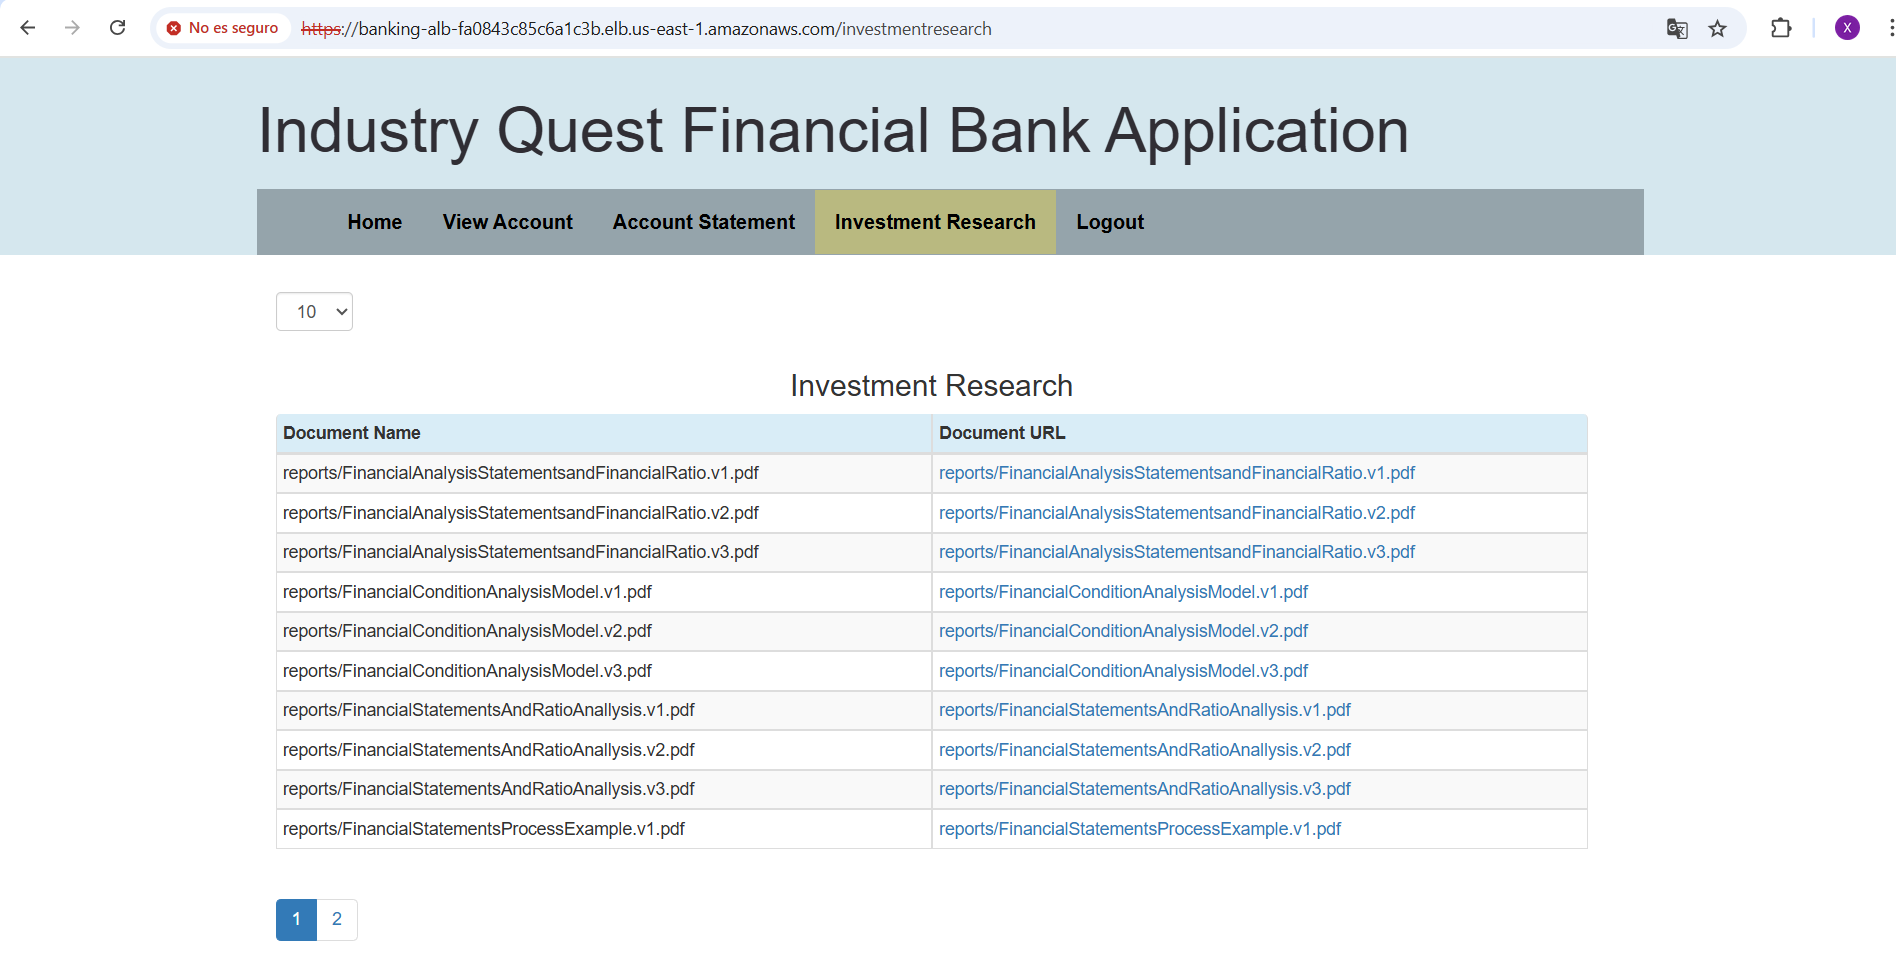 No es seguro https://banking-alb-fa0843c85c6a1c3b.elb.us-east-1.amazonaws.com/investmentresearch X
Industry Quest Financial Bank Application
Home View Account Account Statement Investment Research Logout
10
Investment Research
Document Name Document URL
reports/FinancialAnalysisStatementsandFinancialRatio.v1.pdf reports/FinancialAnalysisStatementsandFinancialRatio.v1.pdf
reports/FinancialAnalysisStatementsandFinancialRatio.v2.pdf reports/FinancialAnalysisStatementsandFinancialRatio.v2.pdf
reports/FinancialAnalysisStatementsandFinancialRatio.v3.pdf reports/FinancialAnalysisStatementsandFinancialRatio.v3.pdf
reports/FinancialConditionAnalysisModel.v1.pdf reports/FinancialConditionAnalysisModel.v1.pdf
reports/FinancialConditionAnalysisModel.v2.pdf reports/FinancialConditionAnalysisModel.v2.pdf
reports/FinancialConditionAnalysisModel.v3.pdf reports/FinancialConditionAnalysisModel.v3.pdf
reports/FinancialStatementsAndRatioAnallysis.v1.pdf reports/FinancialStatementsAndRatioAnallysis.v1.pdf
reports/FinancialStatementsAndRatioAnallysis.v2.pdf reports/FinancialStatementsAndRatioAnallysis.v2.pdf
reports/FinancialStatementsAndRatioAnallysis.v3.pdf reports/FinancialStatementsAndRatioAnallysis.v3.pdf
reports/FinancialStatementsProcessExample.v1.pdf reports/FinancialStatementsProcessExample.v1.pdf
1 2